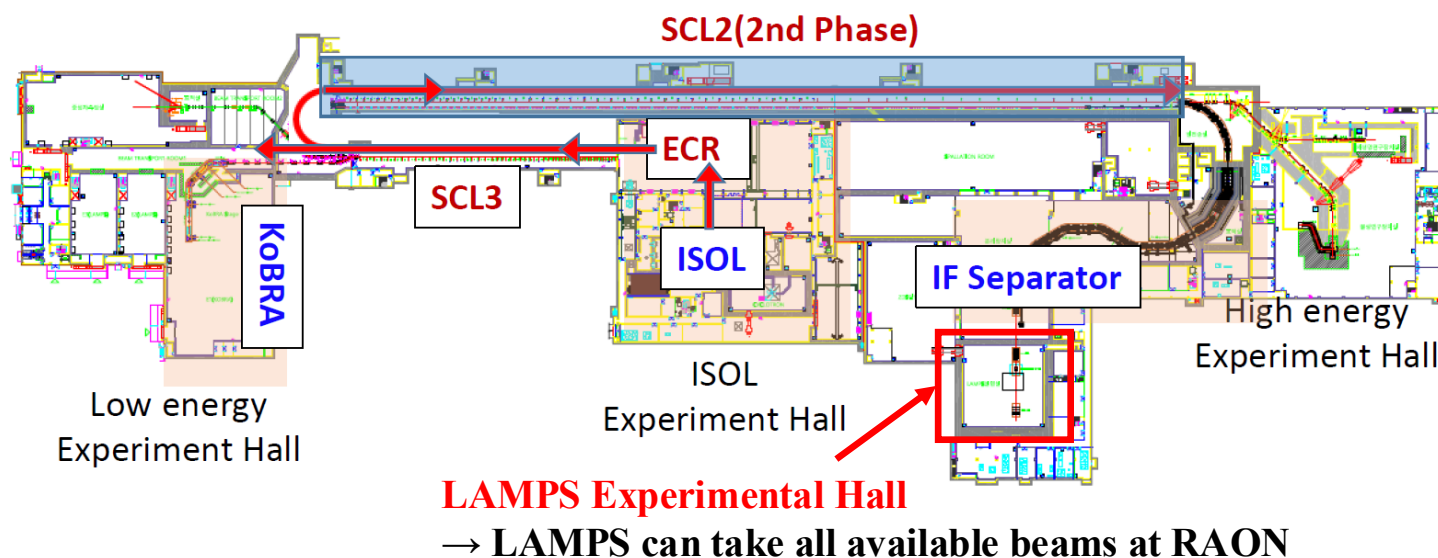 SCL2(2nd Phase)
ECR
SCL3
KoBRA
ISOL
IF Separator
High energy
Experiment Hall
ISOL
Experiment Hall
Low energy
Experiment Hall
LAMPS Experimental Hall
→ LAMPS can take all available beams at RAON